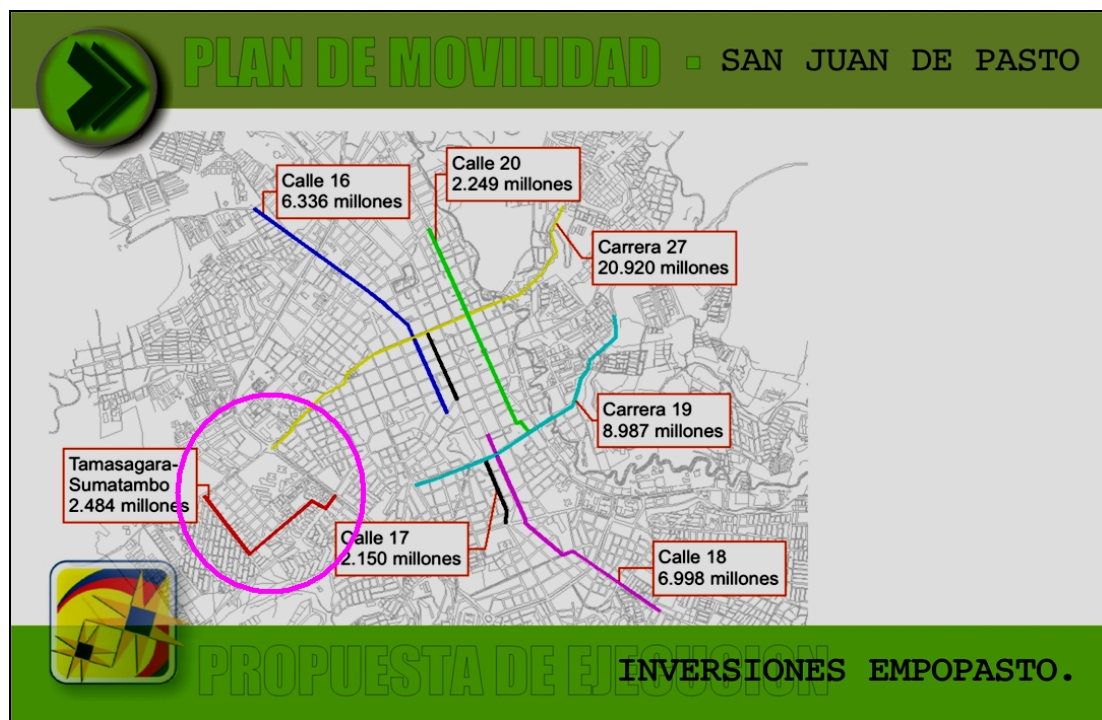 PLAN DE MOVILIDAD
SAN JUAN DE PASTO
Calle 16
6.336 millones
Calle 20
2.249 millones
Carrera 27
20.920 millones
Carrera 19
8.987 millones
Tamasagara-
Sumatambo
2.484 millones
Calle 17
2.150 millones
Calle 18
6.998 millones
PROPUESTA DE EJECUCION
INVERSIONES EMPOPASTO.